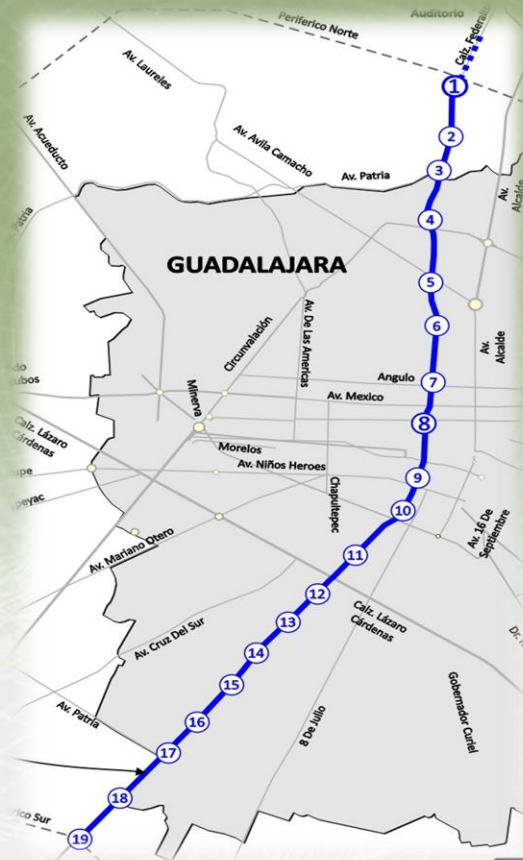 Auditorio
Periferico Norte
Calz. Federal
1
Av. Laureles
2
Av. Acueducto
Av. Avila Camacho
3
Av. Patria
Av. Alcalde
Patria
4
GUADALAJARA
5
Circunvalación
Av. De Las Americas
6
Av.
Alcalde
Minerva
Angulo
7
Av. Mexico
Calz. Lázaro
Cárdenas
8
Morelos
Av. Niños Heroes
9
Chapultepec
10
Av. 16 De
Septiembre
Av. Mariano Otero
11
12
Calz. Lázaro
Cárdenas
13
Av. Cruz Del Sur
14
15
Gobernador Curiel
8 De Julio
16
Av. Patria
17
18
Sur
19